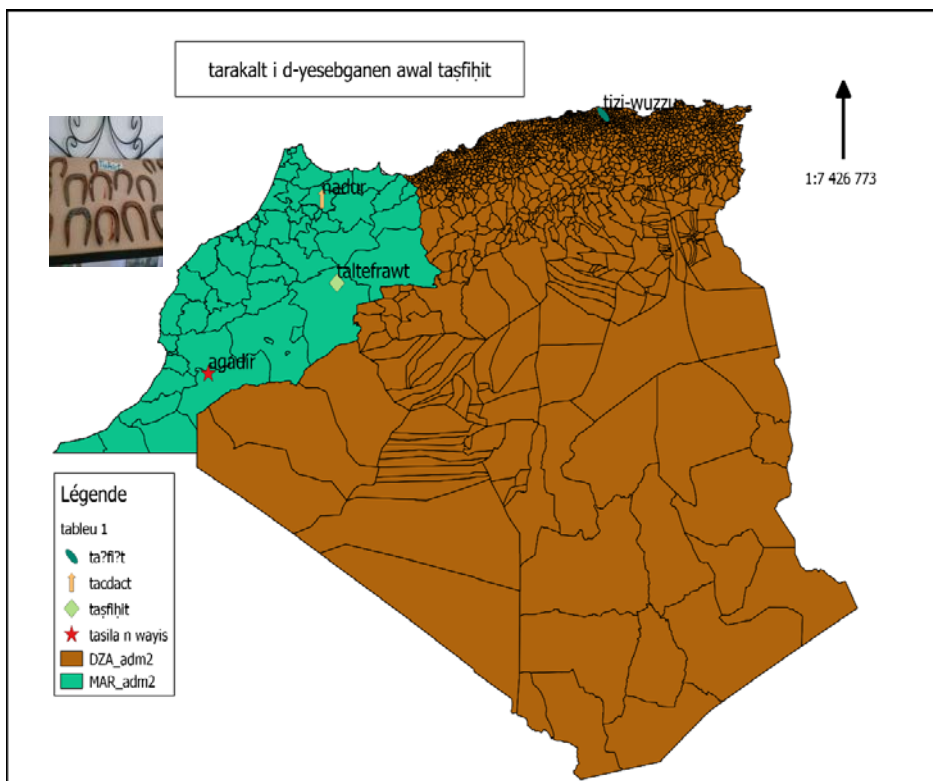 tarakalt i d-yesebganen awal taṣfiḥit
tizi-wuzzu
1:7 426 773
nadur
taltefrawt
agadir
Légende
tableu 1
ta?fi?t
tacdact
taṣfiḥit
tasila n wayis
DZA_adm2
MAR_adm2